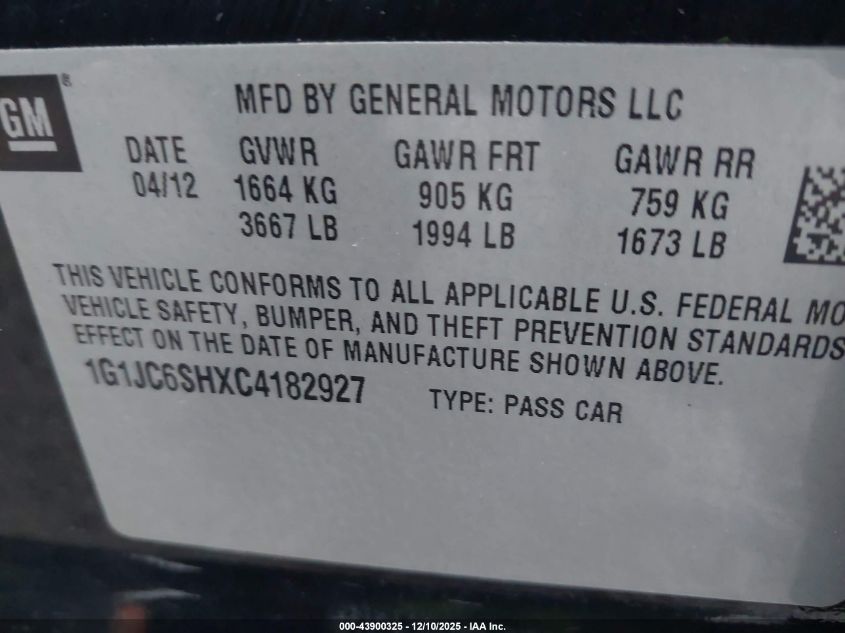 GM ®
MFD BY GENERAL MOTORS LLC
DATE GVWR GAWR FRT GAWR RR
04/12 1664 KG 905 KG 759 KG
3667 LB 1994 LB 1673 LB
THIS VEHICLE CONFORMS TO ALL APPLICABLE U.S. FEDERAL MO
VEHICLE SAFETY, BUMPER, AND THEFT PREVENTION STANDARDS
EFFECT ON THE DATE OF MANUFACTURE SHOWN ABOVE.
1G1JC6SHXC4182927 TYPE: PASS CAR
000-43900325 - 12/10/2025 - IAA Inc.